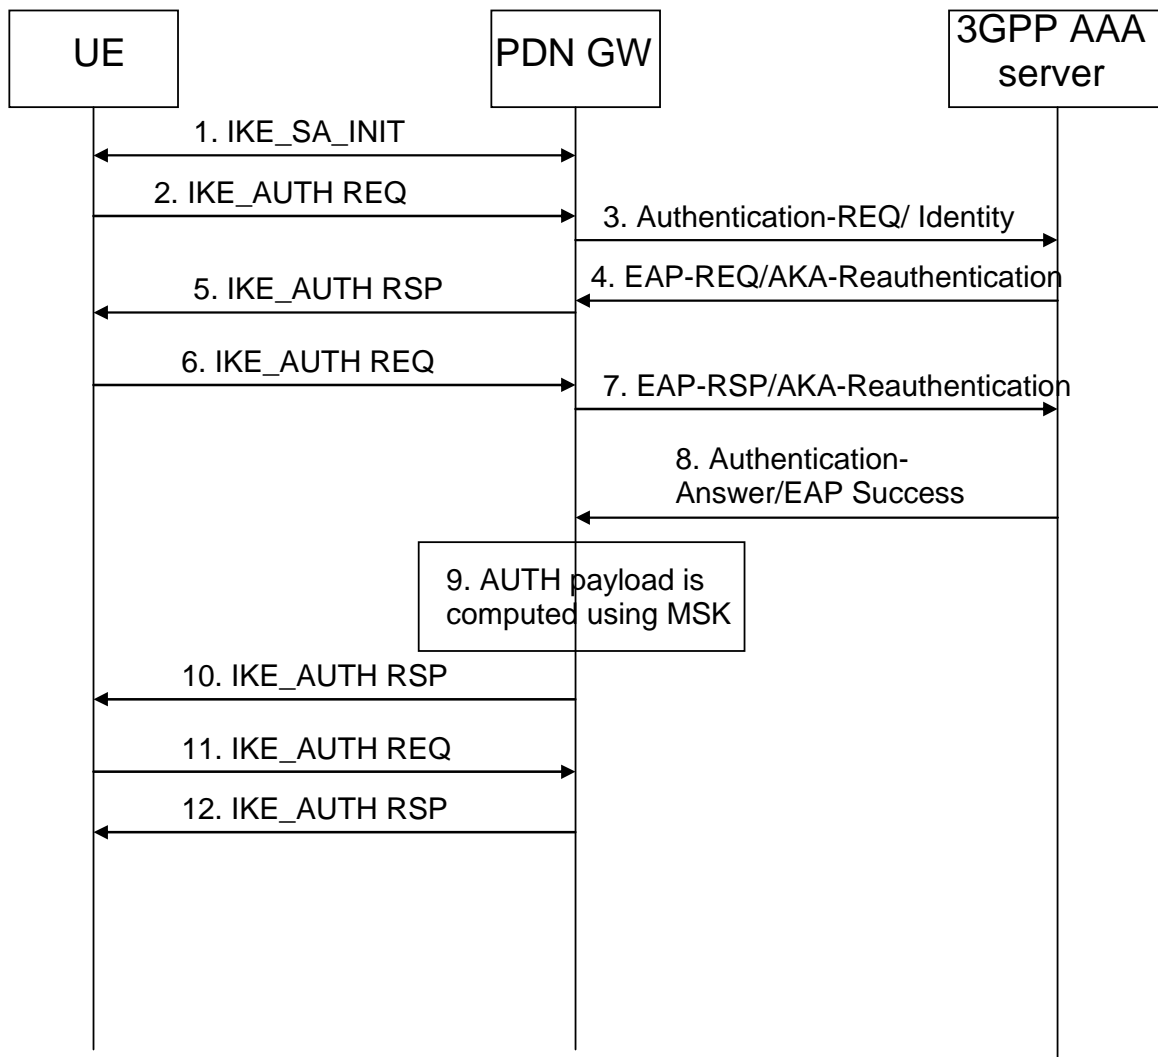 UE
PDN GW
3GPP AAA
server
1. IKE_SA_INIT
2. IKE_AUTH REQ
3. Authentication-REQ/ Identity
4. EAP-REQ/AKA-Reauthentication
5. IKE_AUTH RSP
6. IKE_AUTH REQ
7. EAP-RSP/AKA-Reauthentication
8. Authentication-
Answer/EAP Success
9. AUTH payload is
computed using MSK
10. IKE_AUTH RSP
11. IKE_AUTH REQ
12. IKE_AUTH RSP